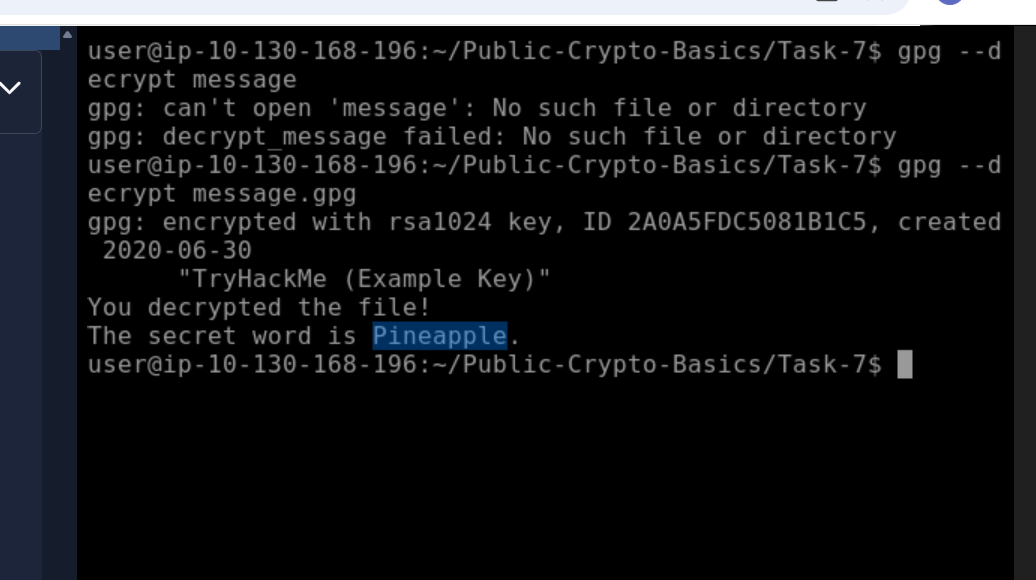 user@ip-10-130-168-196:~/Public-Crypto-Basics/Task-7$ gpg --d
ecrypt message
gpg: can't open 'message': No such file or directory
gpg: decrypt_message failed: No such file or directory
user@ip-10-130-168-196:~/Public-Crypto-Basics/Task-7$ gpg --d
ecrypt message.gpg
gpg: encrypted with rsa1024 key, ID 2A0A5FDC5081B1C5, created
 2020-06-30
      "TryHackMe (Example Key)"
You decrypted the file!
The secret word is Pineapple.
user@ip-10-130-168-196:~/Public-Crypto-Basics/Task-7$